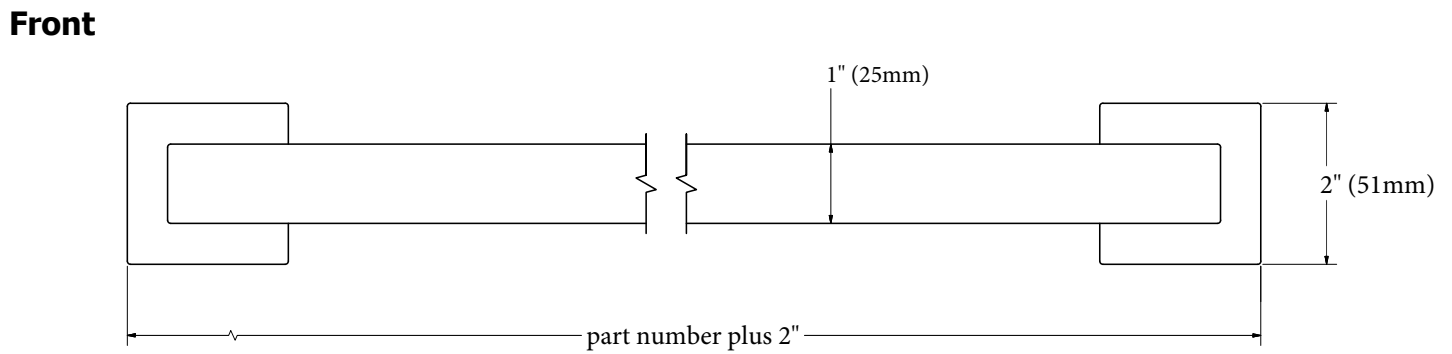 Front
1" (25mm)
2" (51mm)
part number plus 2"